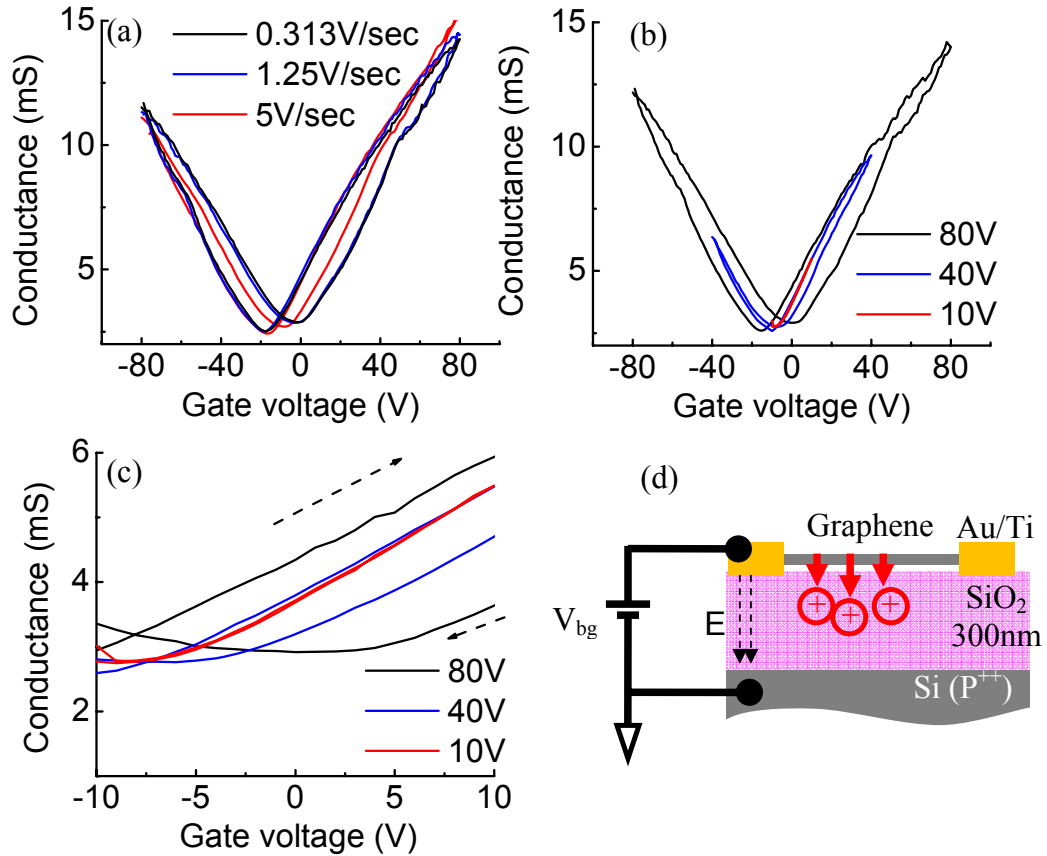 (a)
0.313V/sec
1.25V/sec
5V/sec
15
10
5
Conductance (mS)
-80 -40 0 40 80
Gate voltage (V)
(b)
15
10
5
Conductance (mS)
80V
40V
10V
-80 -40 0 40 80
Gate voltage (V)
(c)
6
4
2
Conductance (mS)
80V
40V
10V
-10 -5 0 5 10
Gate voltage (V)
(d)
Graphene
Au/Ti
+ + +
SiO₂
300nm
E
V_bg
Si (P⁺⁺)